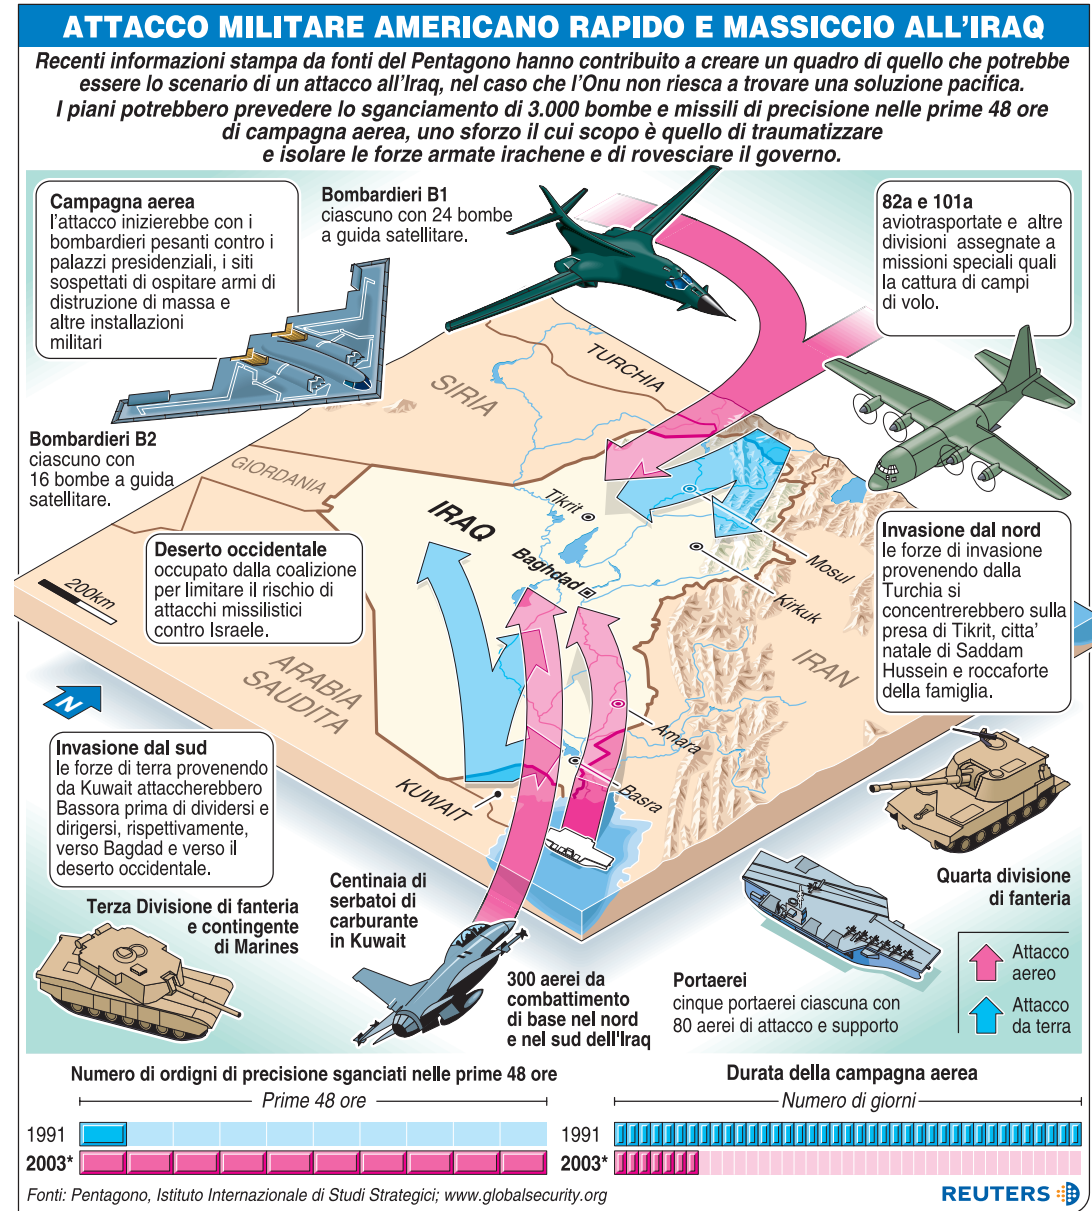 ATTACCO MILITARE AMERICANO RAPIDO E MASSICCIO ALL'IRAQ
Recenti informazioni stampa da fonti del Pentagono hanno contribuito a creare un quadro di quello che potrebbe
essere lo scenario di un attacco all'Iraq, nel caso che l'Onu non riesca a trovare una soluzione pacifica.
I piani potrebbero prevedere lo sganciamento di 3.000 bombe e missili di precisione nelle prime 48 ore
di campagna aerea, uno sforzo il cui scopo è quello di traumatizzare
e isolare le forze armate irachene e di rovesciare il governo.
Campagna aerea
l'attacco inizierebbe con i
bombardieri pesanti contro i
palazzi presidenziali, i siti
sospettati di ospitare armi di
distruzione di massa e
altre installazioni
militari
Bombardieri B1
ciascuno con 24 bombe
a guida satellitare.
82a e 101a
aviotrasportate e altre
divisioni assegnate a
missioni speciali quali
la cattura di campi
di volo.
Bombardieri B2
ciascuno con
16 bombe a guida
satellitare.
TURCHIA
SIRIA
GIORDANIA
IRAQ
Tikrit
Baghdad
Mosul
Kirkuk
IRAN
Amara
Basra
ARABIA
SAUDITA
KUWAIT
200km
N
Deserto occidentale
occupato dalla coalizione
per limitare il rischio di
attacchi missilistici
contro Israele.
Invasione dal nord
le forze di invasione
provenendo dalla
Turchia si
concentrerebbero sulla
presa di Tikrit, citta'
natale di Saddam
Hussein e roccaforte
della famiglia.
Invasione dal sud
le forze di terra provenendo
da Kuwait attaccherebbero
Bassora prima di dividersi e
dirigersi, rispettivamente,
verso Bagdad e verso il
deserto occidentale.
Terza Divisione di fanteria
e contingente
di Marines
Centinaia di
serbatoi di
carburante
in Kuwait
300 aerei da
combattimento
di base nel nord
e nel sud dell'Iraq
Portaerei
cinque portaerei ciascuna con
80 aerei di attacco e supporto
Quarta divisione
di fanteria
Attacco
aereo
Attacco
da terra
Numero di ordigni di precisione sganciati nelle prime 48 ore
Prime 48 ore
1991
2003*
Durata della campagna aerea
Numero di giorni
1991
2003*
Fonti: Pentagono, Istituto Internazionale di Studi Strategici; www.globalsecurity.org
REUTERS